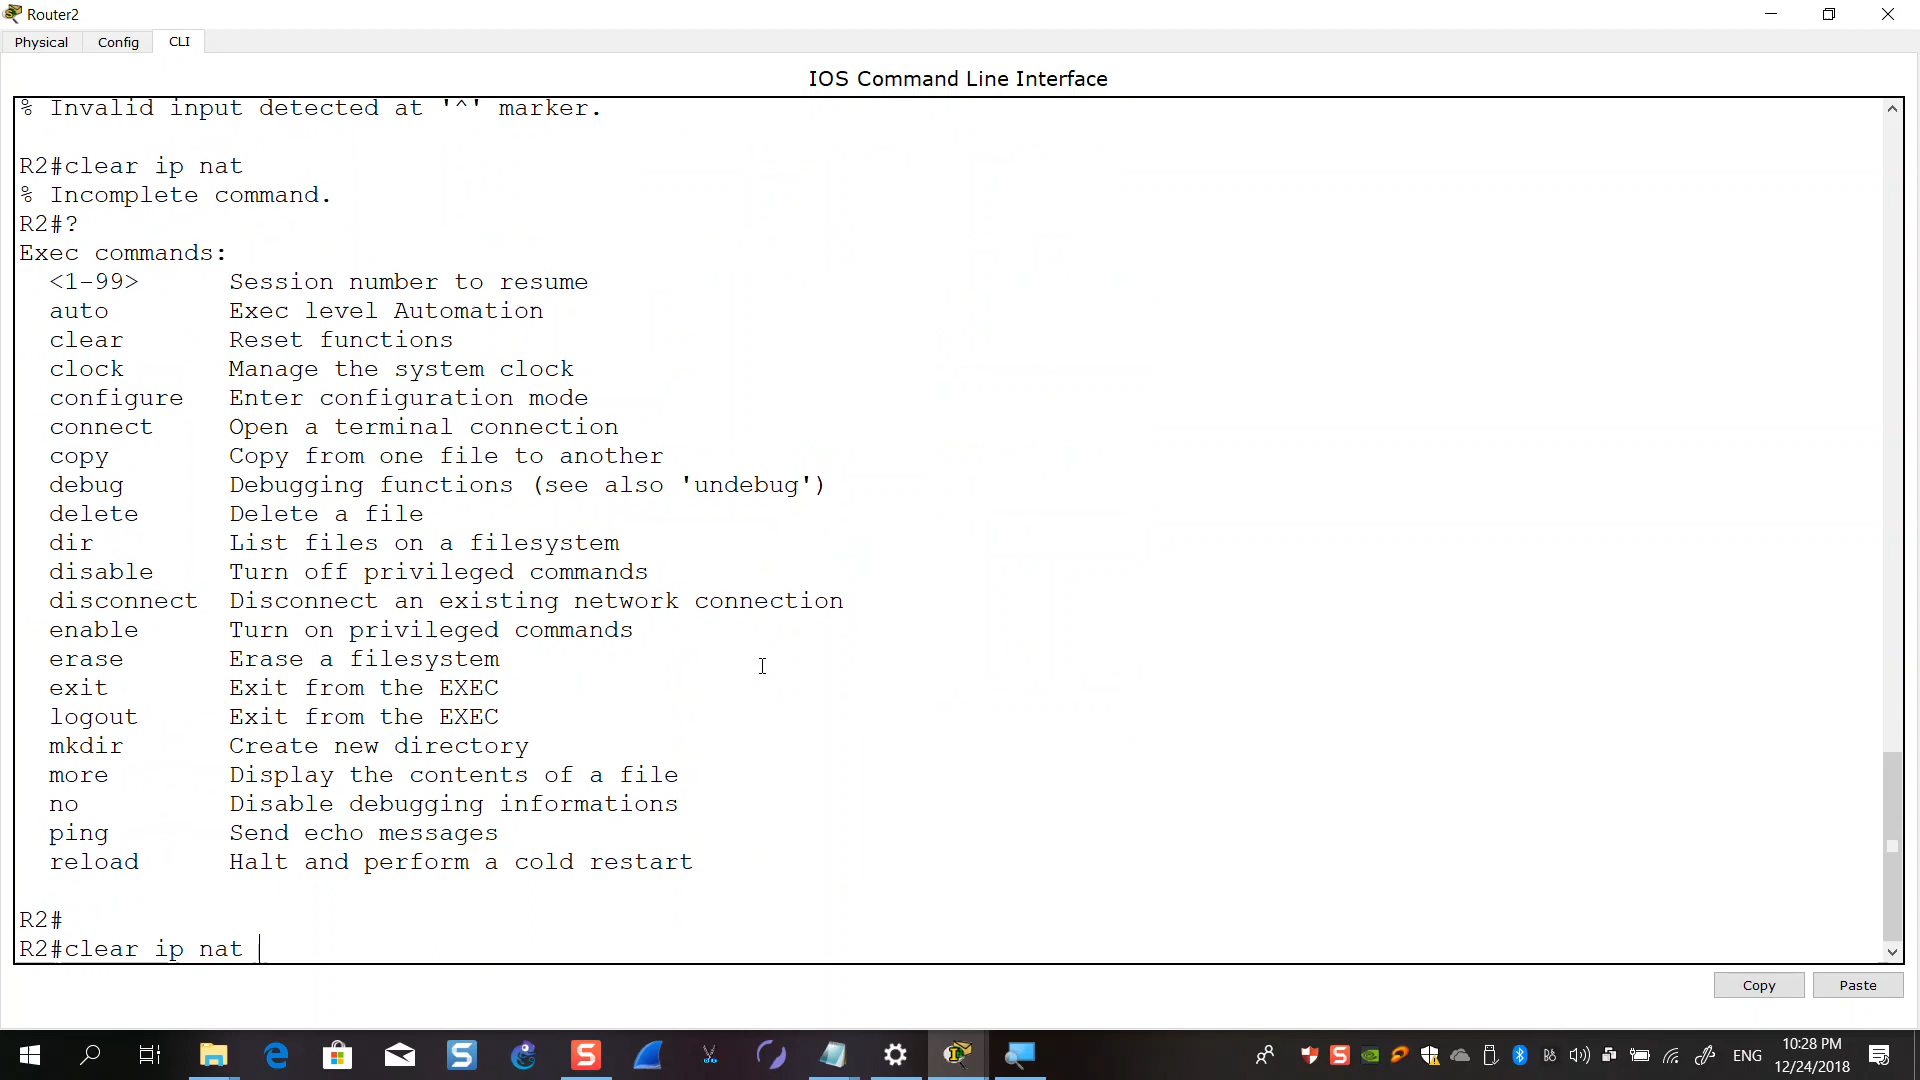 Router2
Physical Config CLI
IOS Command Line Interface
% Invalid input detected at '^' marker.
R2#clear ip nat
% Incomplete command.
R2#?
Exec commands:
<1-99> Session number to resume
auto Exec level Automation
clear Reset functions
clock Manage the system clock
configure Enter configuration mode
connect Open a terminal connection
copy Copy from one file to another
debug Debugging functions (see also 'undebug')
delete Delete a file
dir List files on a filesystem
disable Turn off privileged commands
disconnect Disconnect an existing network connection
enable Turn on privileged commands
erase Erase a filesystem
exit Exit from the EXEC
logout Exit from the EXEC
mkdir Create new directory
more Display the contents of a file
no Disable debugging informations
ping Send echo messages
reload Halt and perform a cold restart
R2#
R2#clear ip nat
Copy Paste
ENG
10:28 PM
12/24/2018